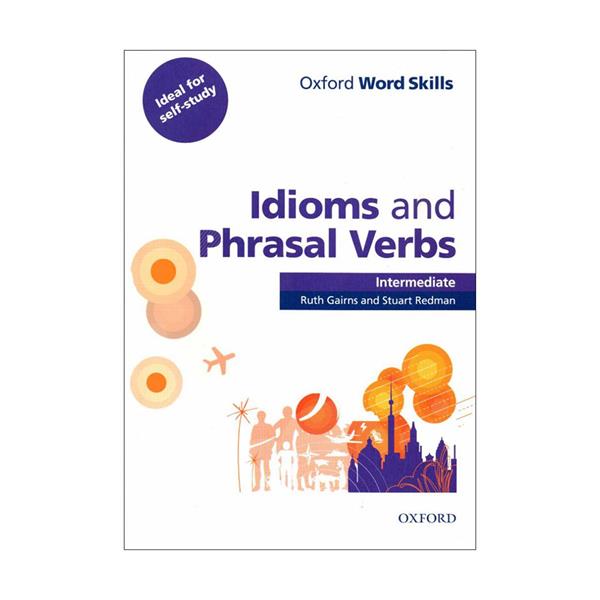 Ideal for
self-study
Oxford Word Skills
Idioms and
Phrasal Verbs
Intermediate
Ruth Gairns and Stuart Redman
OXFORD